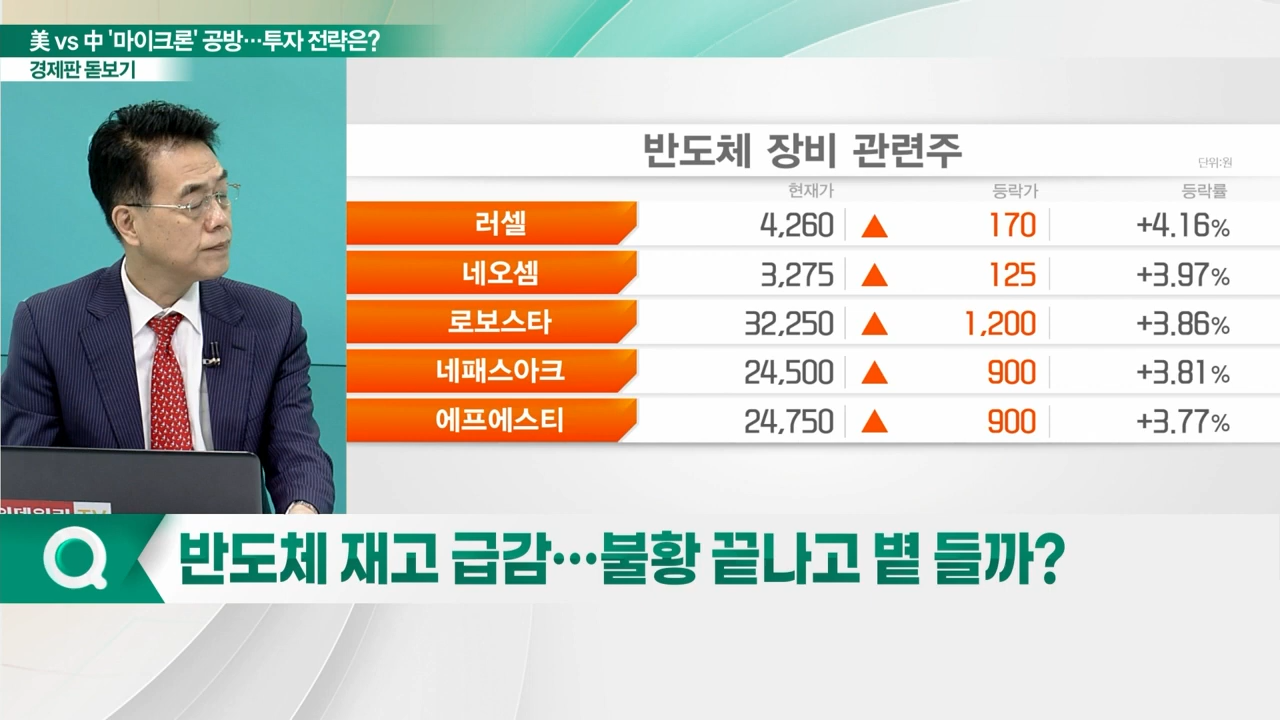 美 vs 中 '마이크론' 공방…투자 전략은?
경제판 돋보기
반도체 장비 관련주
단위:원
현재가 등락가 등락률
러셀 4,260 ▲ 170 +4.16%
네오셈 3,275 ▲ 125 +3.97%
로보스타 32,250 ▲ 1,200 +3.86%
네패스아크 24,500 ▲ 900 +3.81%
에프에스티 24,750 ▲ 900 +3.77%
반도체 재고 급감…불황 끝나고 볕 들까?